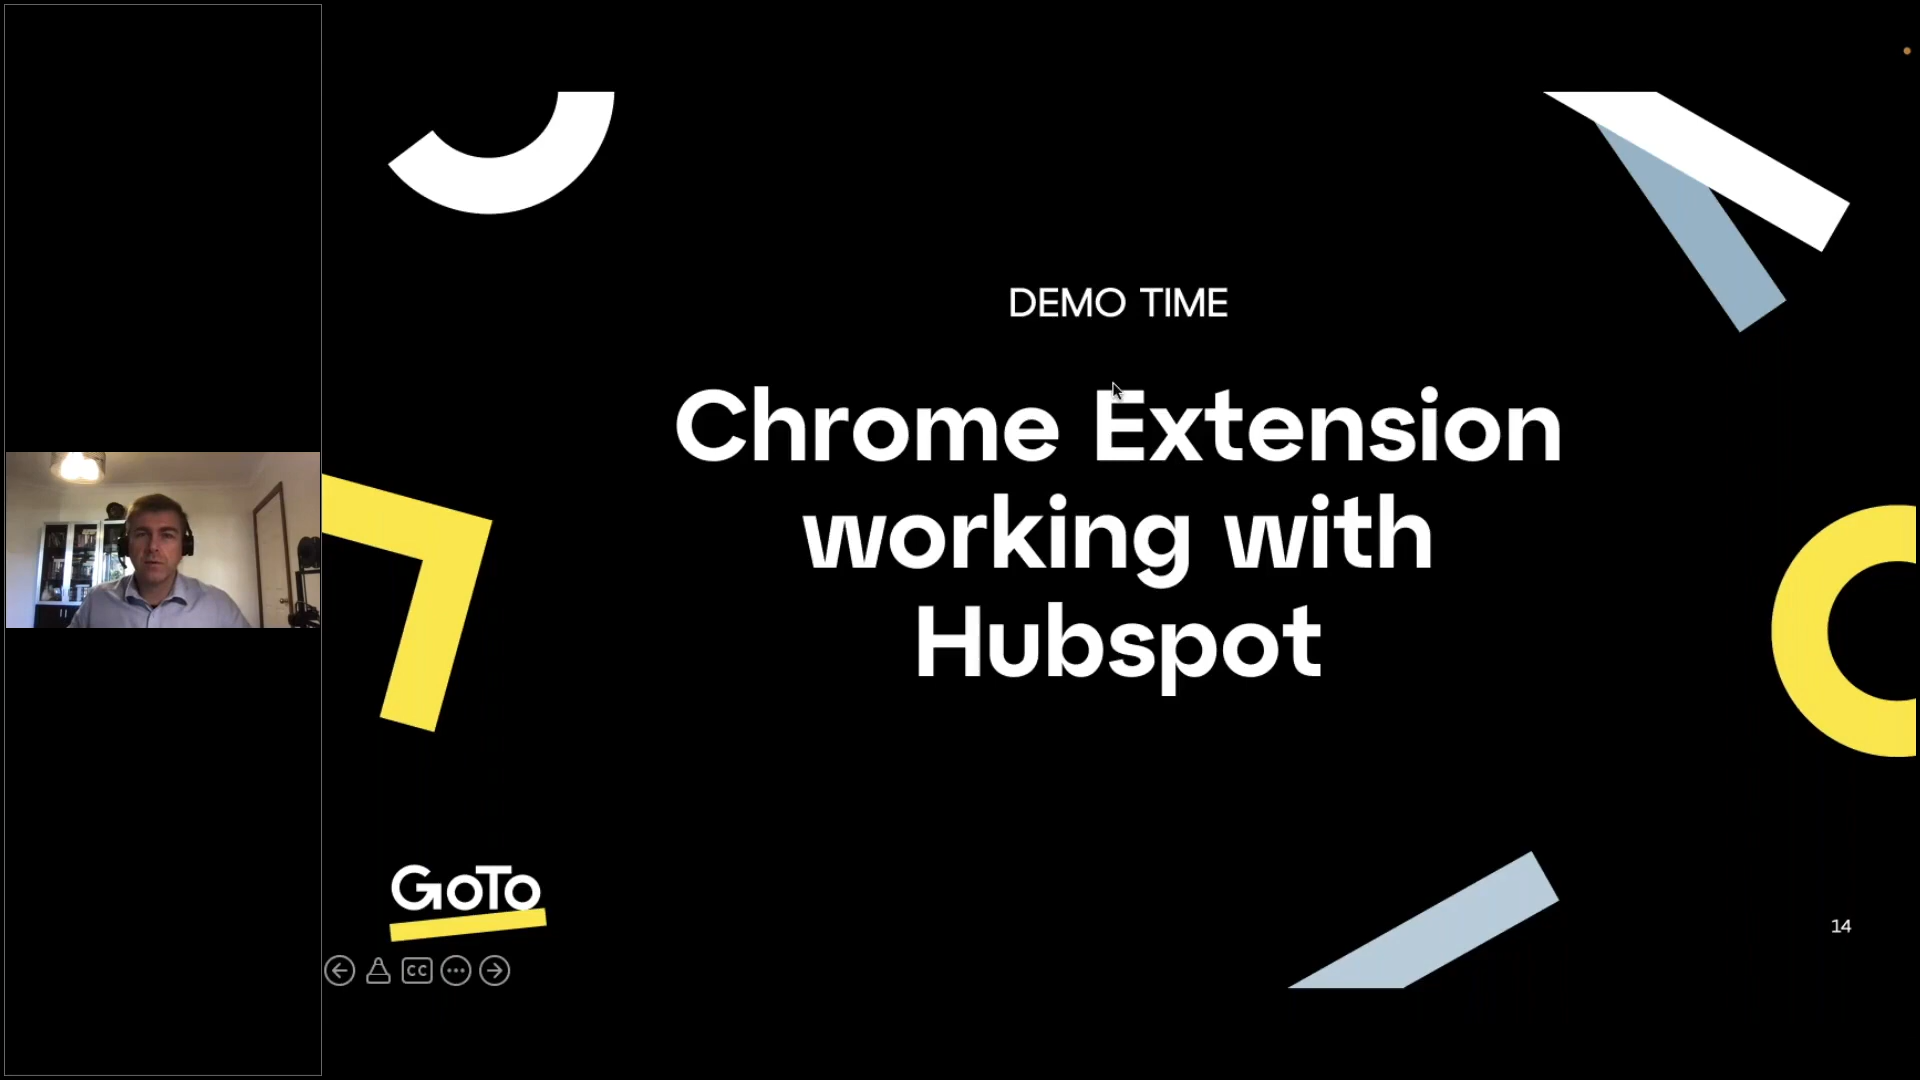 DEMO TIME
Chrome Extension
working with
Hubspot
GoTo
14
CC